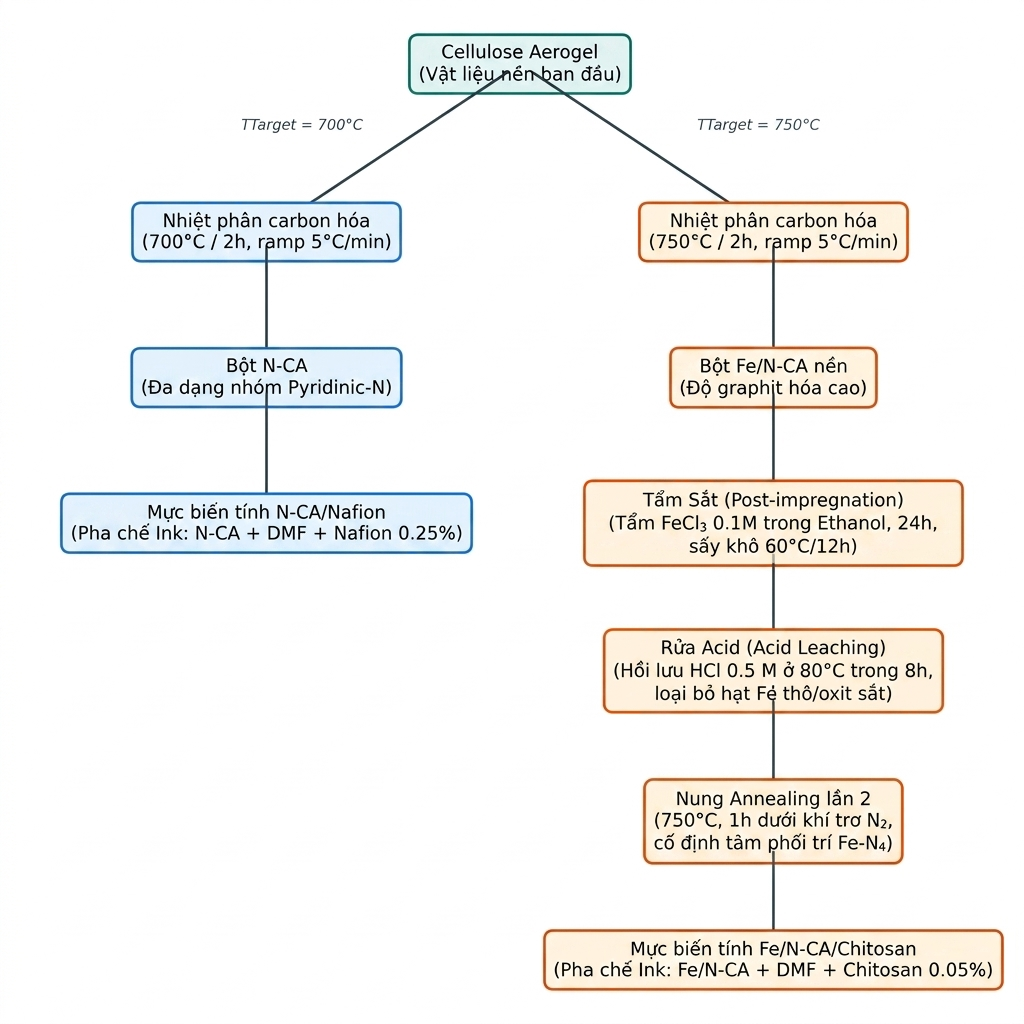 Cellulose Aerogel
(Vật liệu nền ban đầu)
TTarget = 700°C
TTarget = 750°C
Nhiệt phân carbon hóa
(700°C / 2h, ramp 5°C/min)
Nhiệt phân carbon hóa
(750°C / 2h, ramp 5°C/min)
Bột N-CA
(Đa dạng nhóm Pyridinic-N)
Bột Fe/N-CA nền
(Độ graphit hóa cao)
Mực biến tính N-CA/Nafion
(Pha chế Ink: N-CA + DMF + Nafion 0.25%)
Tẩm Sắt (Post-impregnation)
(Tẩm FeCl₃ 0.1M trong Ethanol, 24h,
sấy khô 60°C/12h)
Rửa Acid (Acid Leaching)
(Hồi lưu HCl 0.5 M ở 80°C trong 8h,
loại bỏ hạt Fe thô/oxit sắt)
Nung Annealing lần 2
(750°C, 1h dưới khí trơ N₂,
cố định tâm phối trí Fe-N₄)
Mực biến tính Fe/N-CA/Chitosan
(Pha chế Ink: Fe/N-CA + DMF + Chitosan 0.05%)